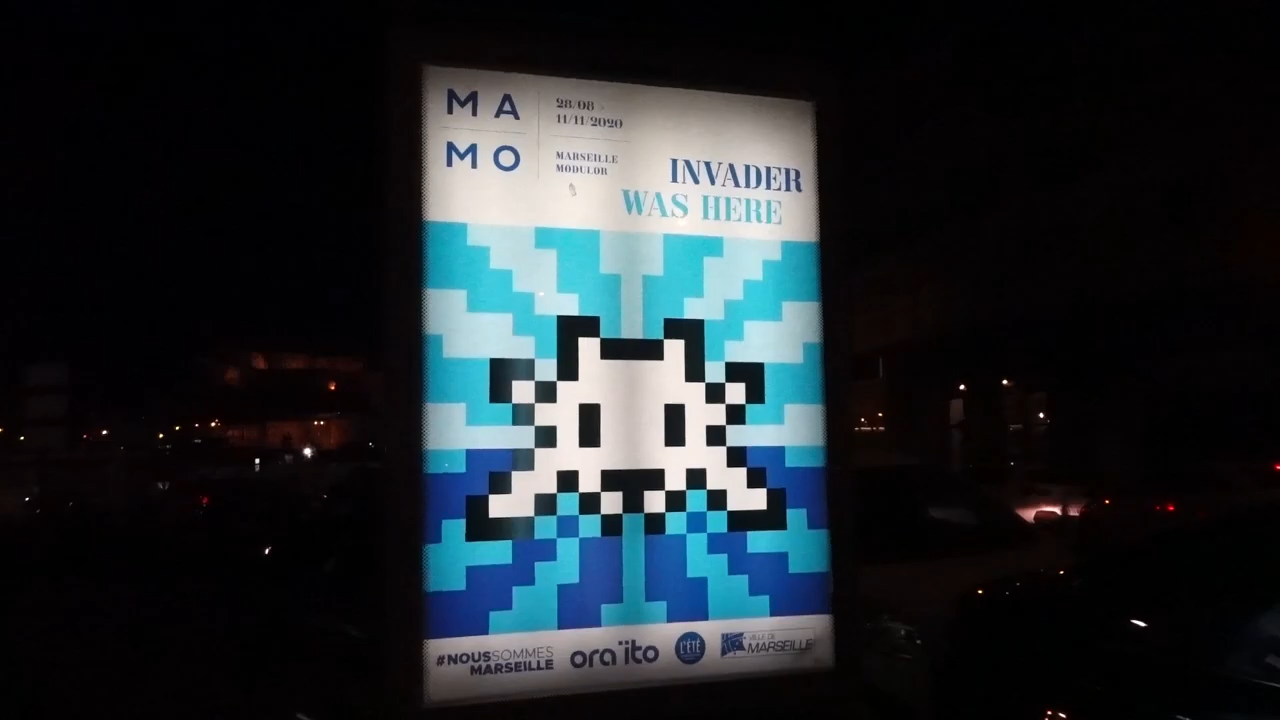 MA
MO
28/08 >
11/11/2020
MARSEILLE
MODULOR
INVADER
WAS HERE
#NOUSSOMMES
MARSEILLE
ora ïto
L'ÉTÉ
VILLE DE
MARSEILLE